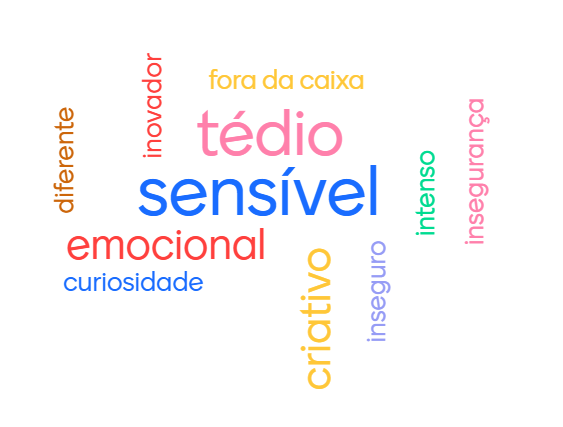 fora da caixa
inovador
diferente
tédio
insegurança
intenso
sensível
emocional
curiosidade
criativo
inseguro